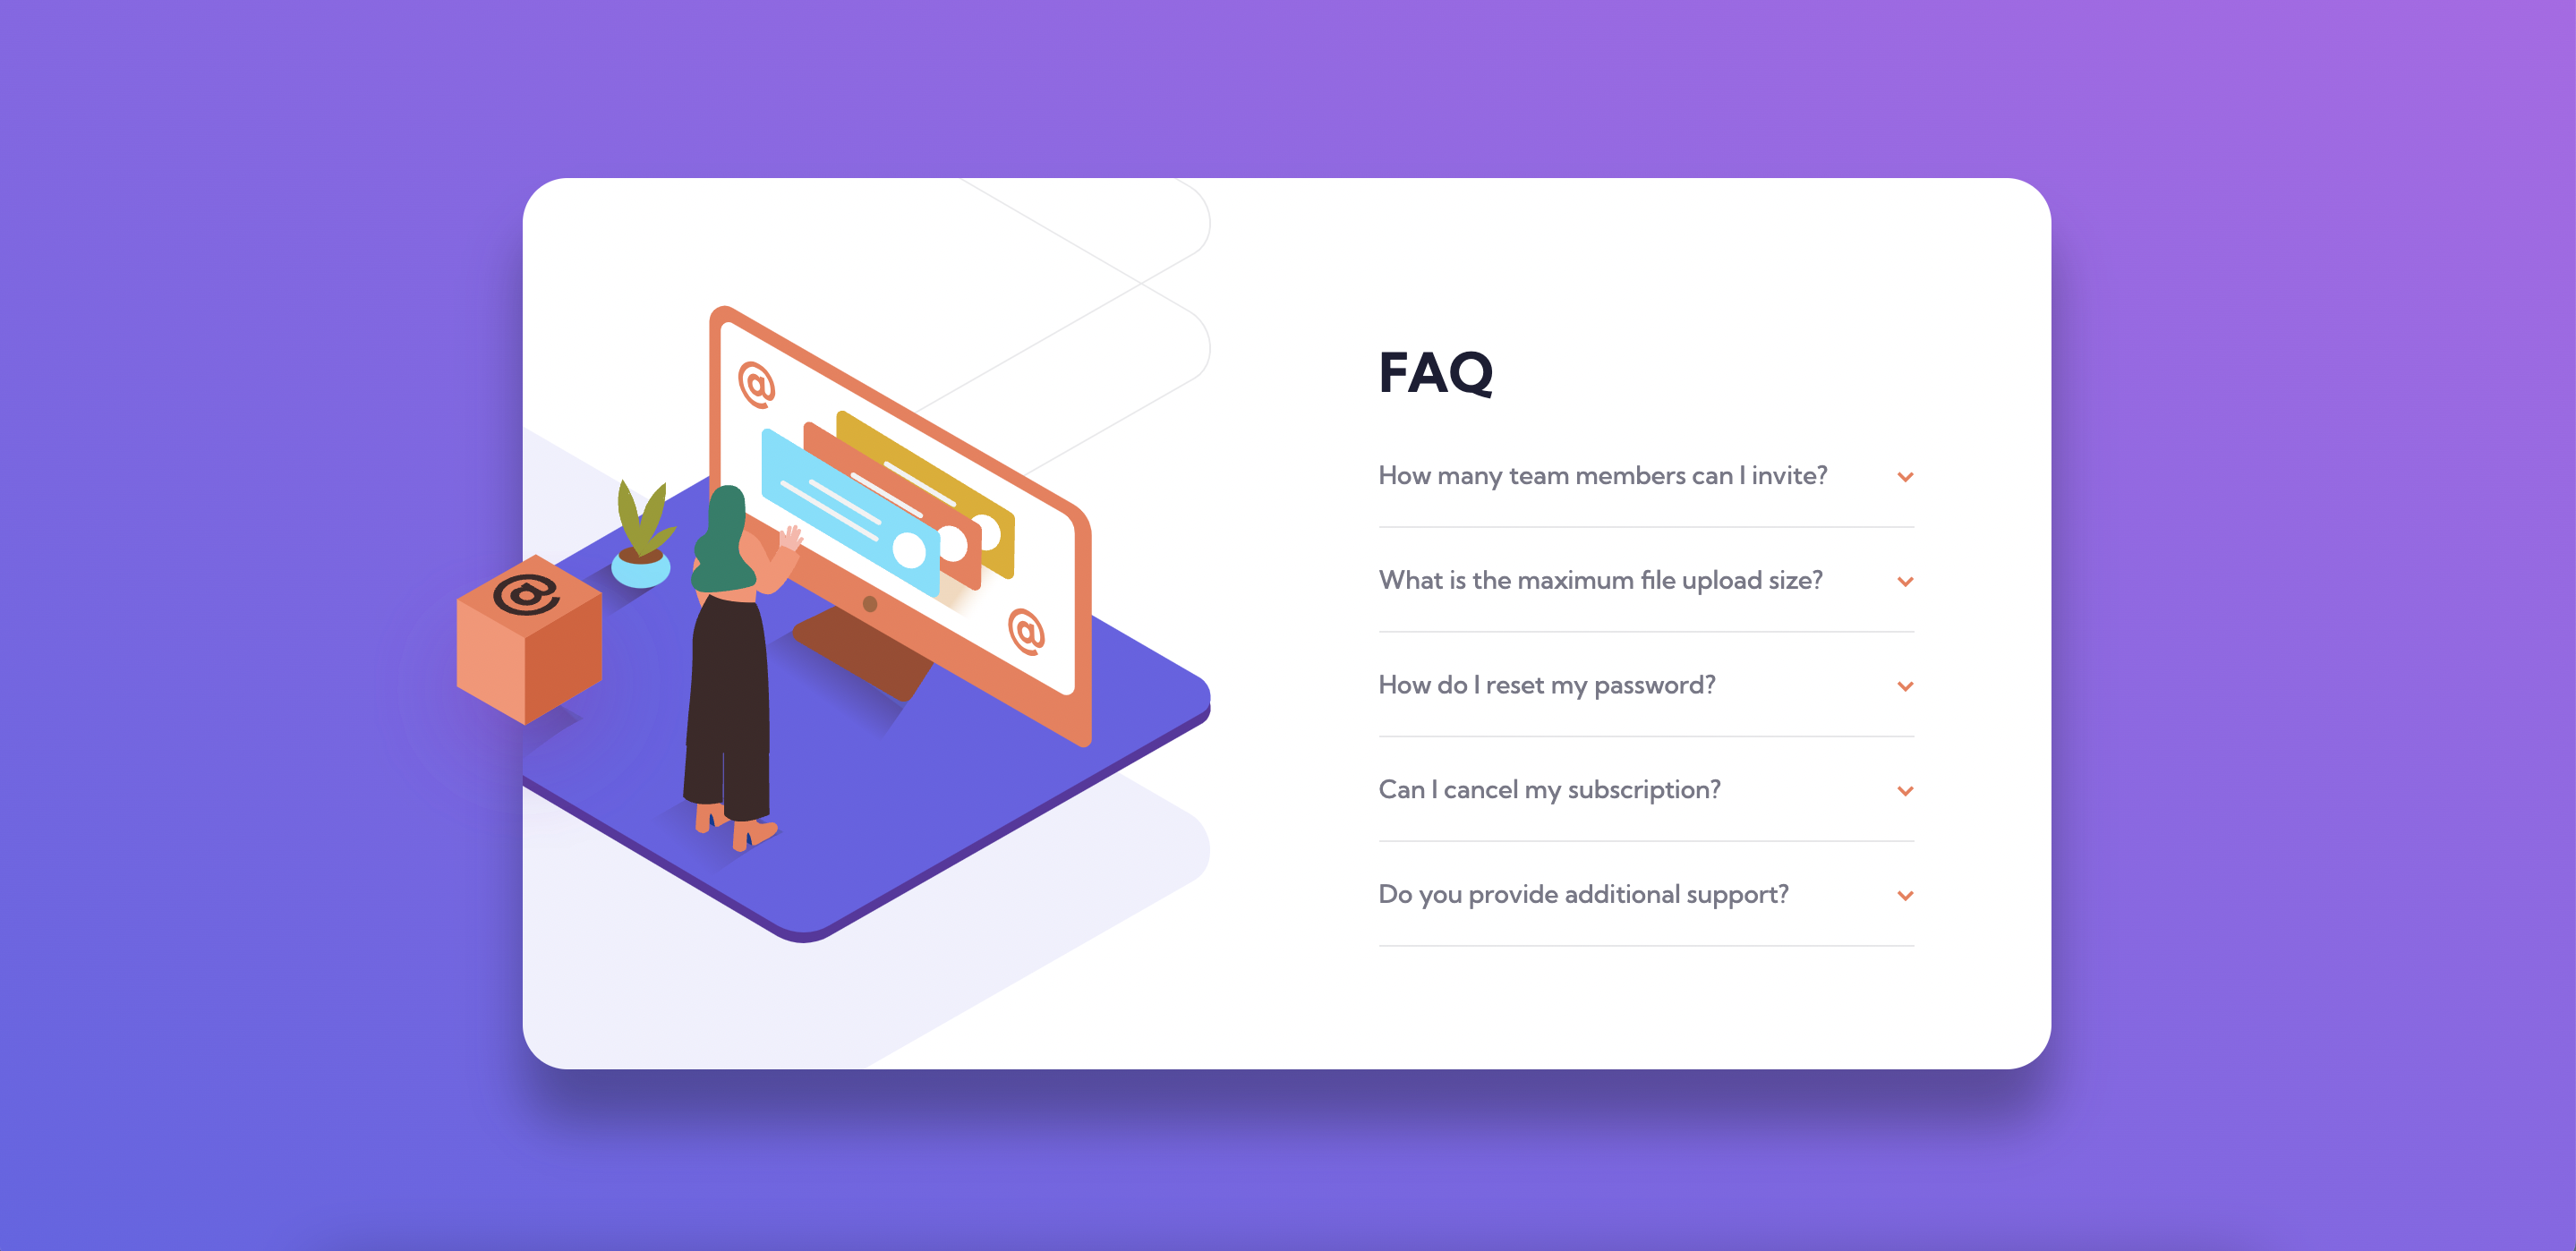 @
@
@
FAQ
How many team members can I invite?
What is the maximum file upload size?
How do I reset my password?
Can I cancel my subscription?
Do you provide additional support?